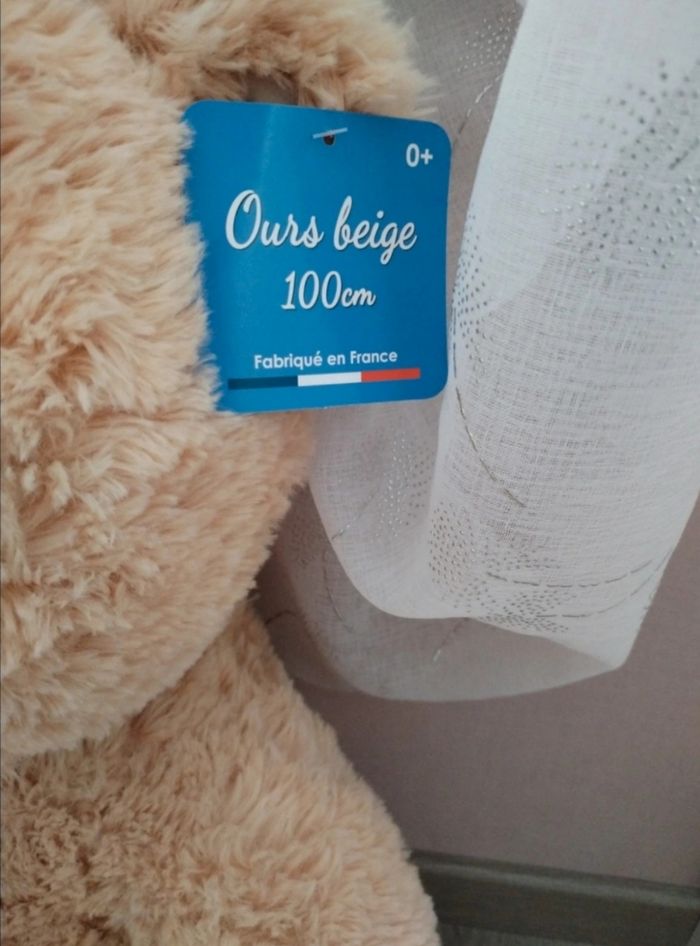 0+
Ours beige
100cm
Fabriqué en France